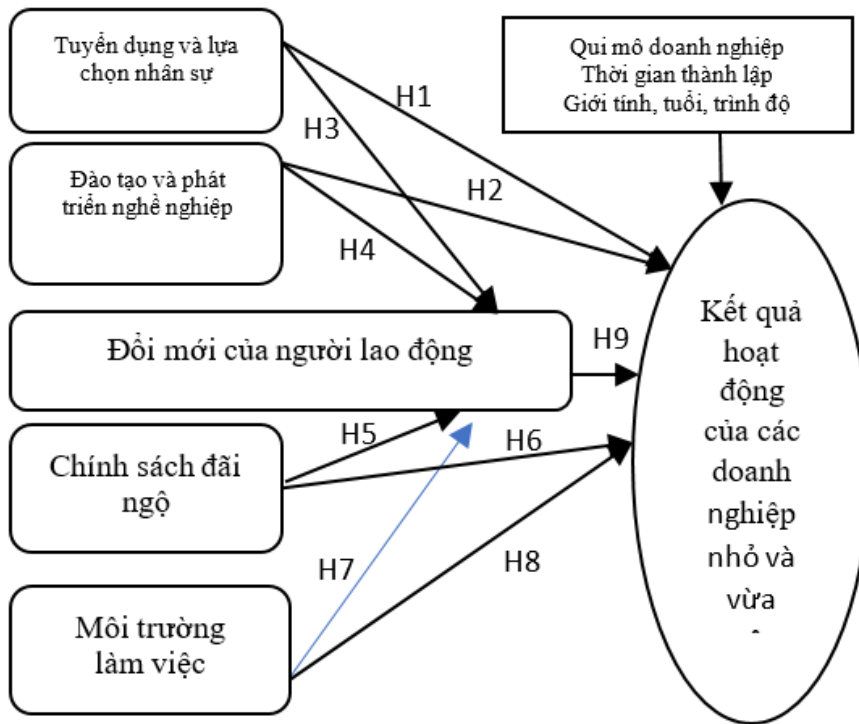 Tuyển dụng và lựa
chọn nhân sự
Qui mô doanh nghiệp
Thời gian thành lập
Giới tính, tuổi, trình độ
H1
H3
Đào tạo và phát
triển nghề nghiệp
H2
H4
Đổi mới của người lao động
H9
Kết quả
hoạt
động
của các
doanh
nghiệp
nhỏ và
vừa
H5
H6
Chính sách đãi
ngộ
H7
H8
Môi trường
làm việc